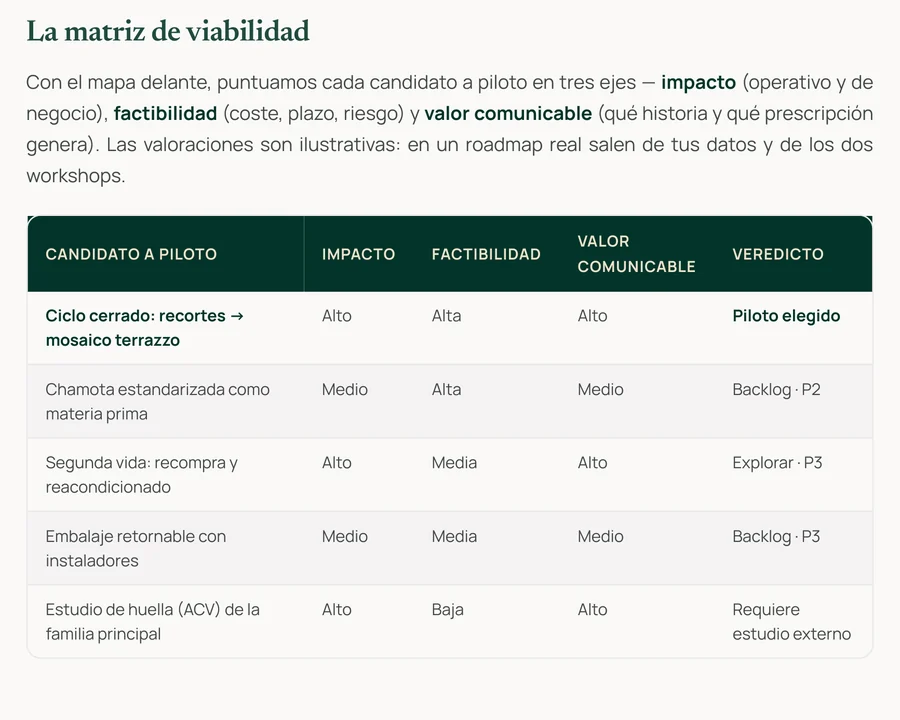 La matriz de viabilidad
Con el mapa delante, puntuamos cada candidato a piloto en tres ejes — impacto (operativo y de
negocio), factibilidad (coste, plazo, riesgo) y valor comunicable (qué historia y qué prescripción
genera). Las valoraciones son ilustrativas: en un roadmap real salen de tus datos y de los dos
workshops.
CANDIDATO A PILOTO IMPACTO FACTIBILIDAD VALOR COMUNICABLE VEREDICTO
Ciclo cerrado: recortes → Alto Alta Alto Piloto elegido
mosaico terrazzo
Chamota estandarizada como Medio Alta Medio Backlog · P2
materia prima
Segunda vida: recompra y Alto Media Alto Explorar · P3
reacondicionado
Embalaje retornable con Medio Media Medio Backlog · P3
instaladores
Estudio de huella (ACV) de la Alto Baja Alto Requiere
familia principal estudio externo